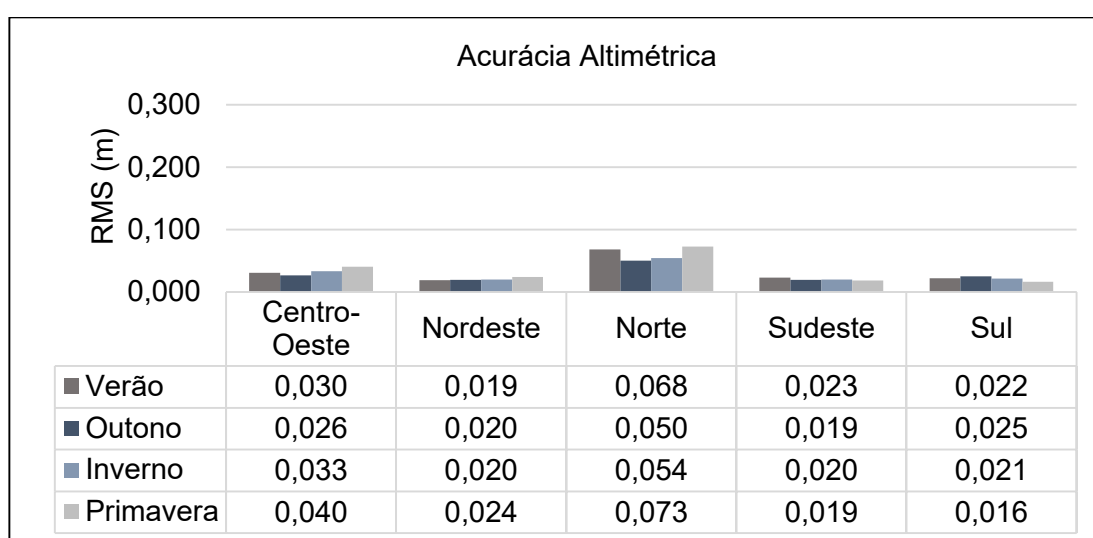 Acurácia Altimétrica
0,300
0,200
0,100
0,000
RMS (m)
Centro-
Oeste Nordeste Norte Sudeste Sul
Verão 0,030 0,019 0,068 0,023 0,022
Outono 0,026 0,020 0,050 0,019 0,025
Inverno 0,033 0,020 0,054 0,020 0,021
Primavera 0,040 0,024 0,073 0,019 0,016